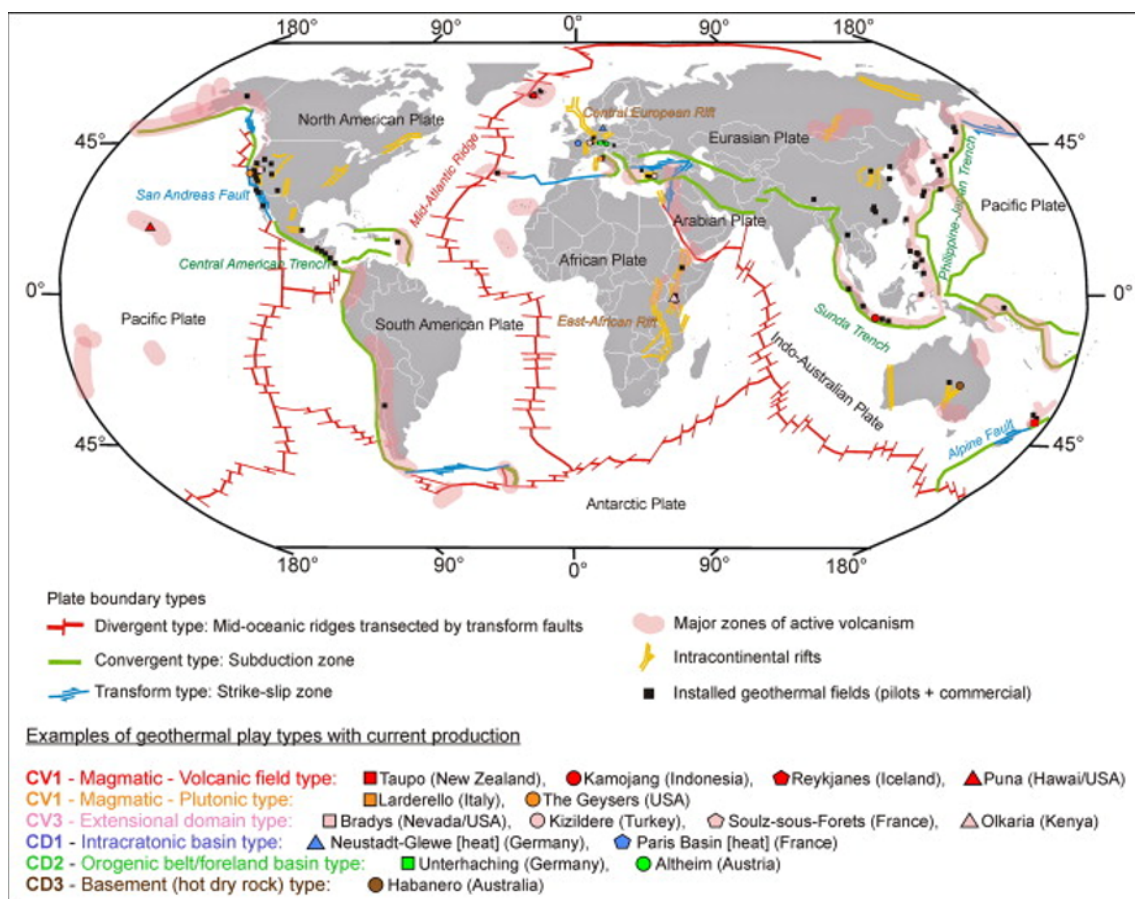 180° 90° 0° 90° 180°
Central European Rift
North American Plate
Eurasian Plate
45° 45°
Mid-Atlantic Ridge
San Andreas Fault
Philippine-Japan Trench
Arabian Plate
Pacific Plate
Central American Trench
African Plate
0° 0°
Pacific Plate
South American Plate
East-African Rift
Sunda Trench
Indo-Australian Plate
45° 45°
Alpine Fault
Antarctic Plate
180° 90° 0° 90° 180°
Plate boundary types
Divergent type: Mid-oceanic ridges transected by transform faults
Convergent type: Subduction zone
Transform type: Strike-slip zone
Major zones of active volcanism
Intracontinental rifts
Installed geothermal fields (pilots + commercial)
Examples of geothermal play types with current production
CV1 - Magmatic - Volcanic field type: Taupo (New Zealand), Kamojang (Indonesia), Reykjanes (Iceland), Puna (Hawai/USA)
CV1 - Magmatic - Plutonic type: Larderello (Italy), The Geysers (USA)
CV3 - Extensional domain type: Bradys (Nevada/USA), Kizildere (Turkey), Soulz-sous-Forets (France), Olkaria (Kenya)
CD1 - Intracratonic basin type: Neustadt-Glewe [heat] (Germany), Paris Basin [heat] (France)
CD2 - Orogenic belt/foreland basin type: Unterhaching (Germany), Altheim (Austria)
CD3 - Basement (hot dry rock) type: Habanero (Australia)